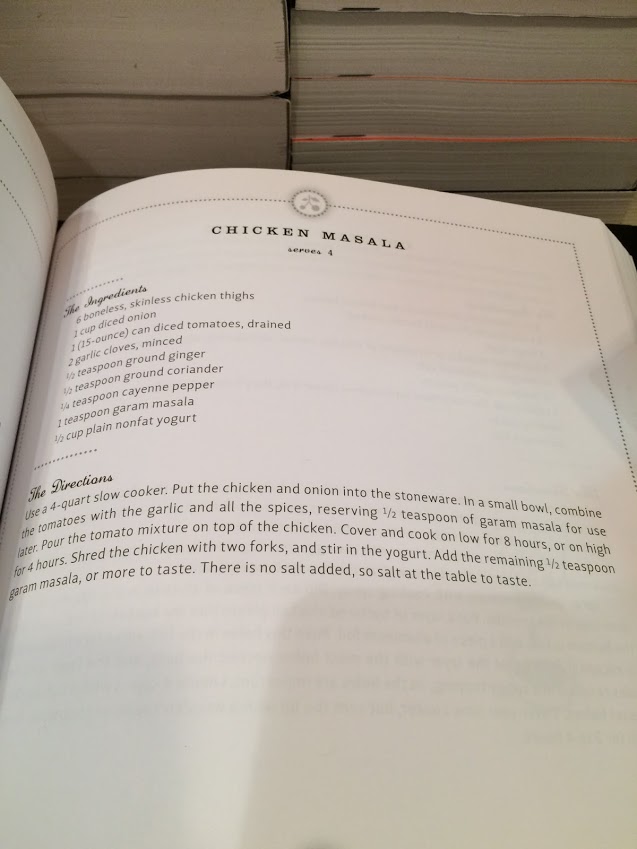 CHICKEN MASALA
serves 4
The Ingredients
6 boneless, skinless chicken thighs
1 cup diced onion
1 (15-ounce) can diced tomatoes, drained
2 garlic cloves, minced
1/2 teaspoon ground ginger
1/2 teaspoon ground coriander
1/4 teaspoon cayenne pepper
1 teaspoon garam masala
1/2 cup plain nonfat yogurt
The Directions
Use a 4-quart slow cooker. Put the chicken and onion into the stoneware. In a small bowl, combine
the tomatoes with the garlic and all the spices, reserving 1/2 teaspoon of garam masala for use
later. Pour the tomato mixture on top of the chicken. Cover and cook on low for 8 hours, or on high
for 4 hours. Shred the chicken with two forks, and stir in the yogurt. Add the remaining 1/2 teaspoon
garam masala, or more to taste. There is no salt added, so salt at the table to taste.